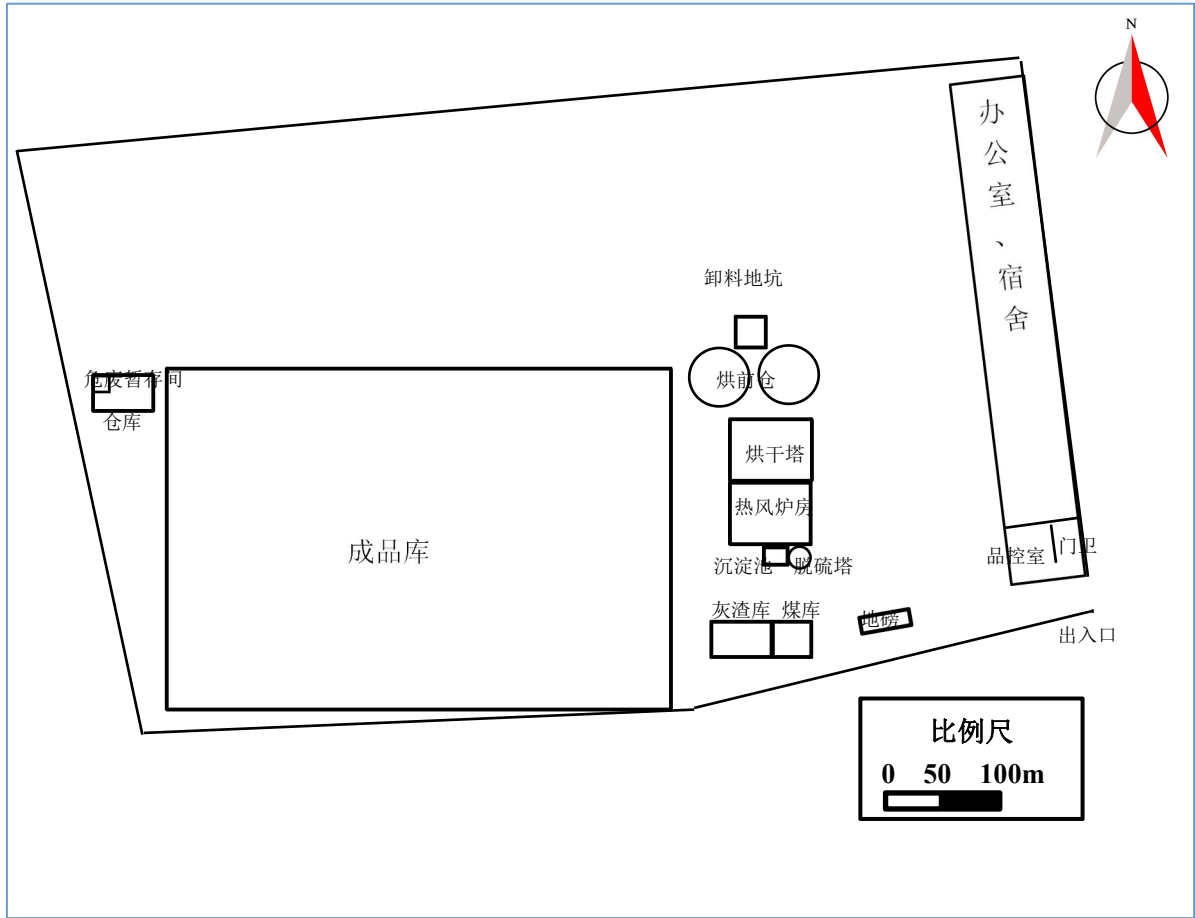 N
办公室、宿舍
卸料地坑
烘前仓
危废暂存间
仓库
烘干塔
热风炉房
成品库
沉淀池
脱硫塔
品控室
门卫
灰渣库
煤库
地磅
出入口
比例尺
0 50 100m